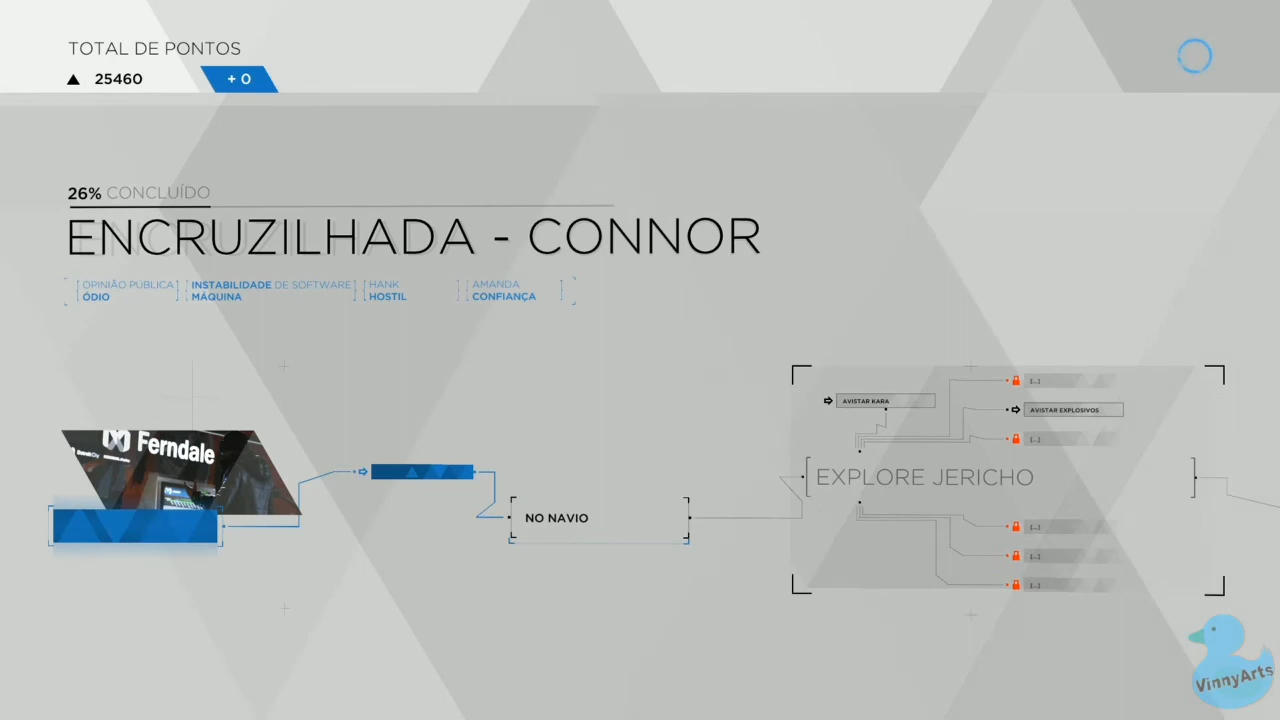 TOTAL DE PONTOS
25460
+ 0
26% CONCLUÍDO
ENCRUZILHADA - CONNOR
OPINIÃO PÚBLICA
ÓDIO
INSTABILIDADE DE SOFTWARE
MÁQUINA
HANK
HOSTIL
AMANDA
CONFIANÇA
Ferndale
NO NAVIO
AVISTAR KARA
EXPLORE JERICHO
[...]
AVISTAR EXPLOSIVOS
[...]
[...]
[...]
[...]
VinnyArts